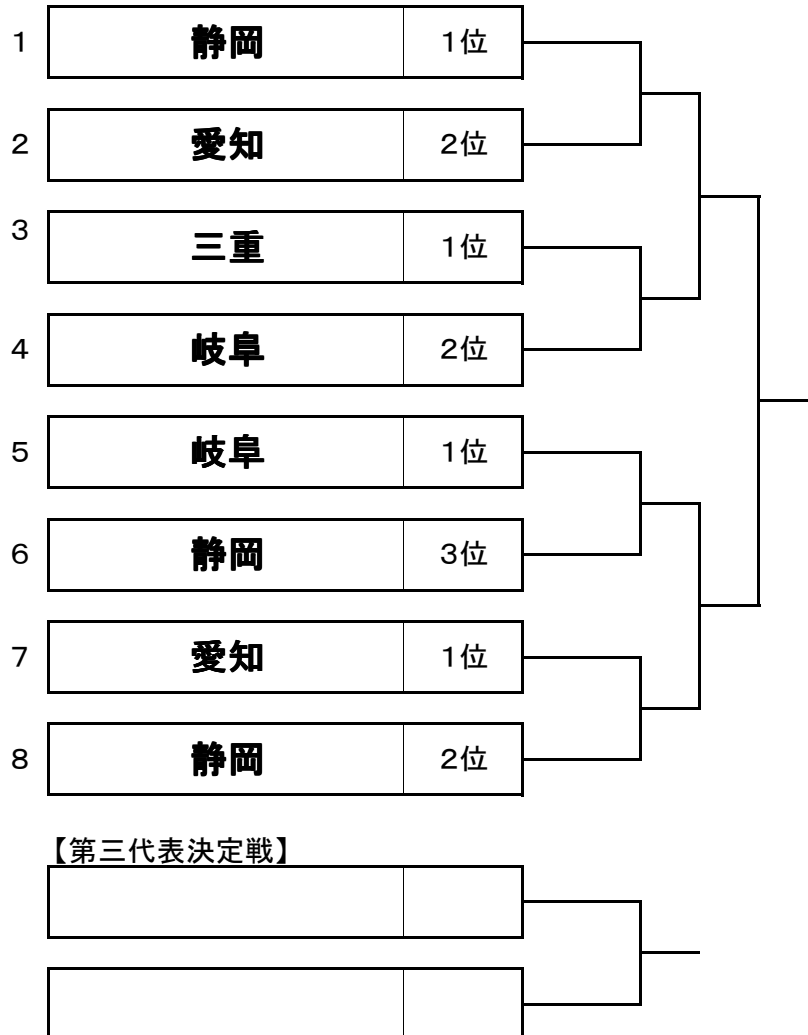 1 静岡 1位
2 愛知 2位
3 三重 1位
4 岐阜 2位
5 岐阜 1位
6 静岡 3位
7 愛知 1位
8 静岡 2位
【第三代表決定戦】